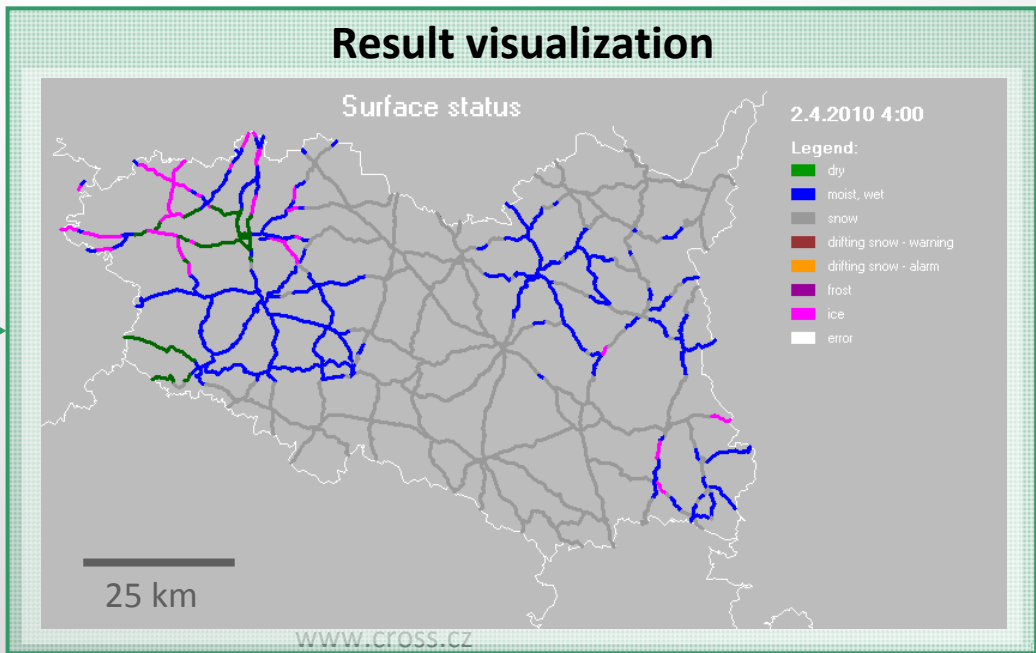 Result visualization
Surface status
2.4.2010 4:00
Legend:
dry
moist, wet
snow
drifting snow - warning
drifting snow - alarm
frost
ice
error
25 km
www.cross.cz